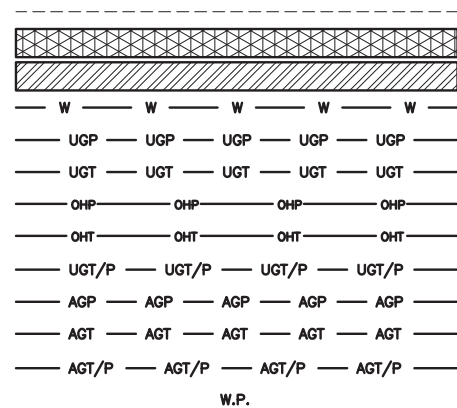 W W W W W
UGP UGP UGP UGP UGP
UGT UGT UGT UGT UGT
OHP OHP OHP OHP
OHT OHT OHT OHT
UGT/P UGT/P UGT/P UGT/P
AGP AGP AGP AGP AGP
AGT AGT AGT AGT AGT
AGT/P AGT/P AGT/P AGT/P
W.P.